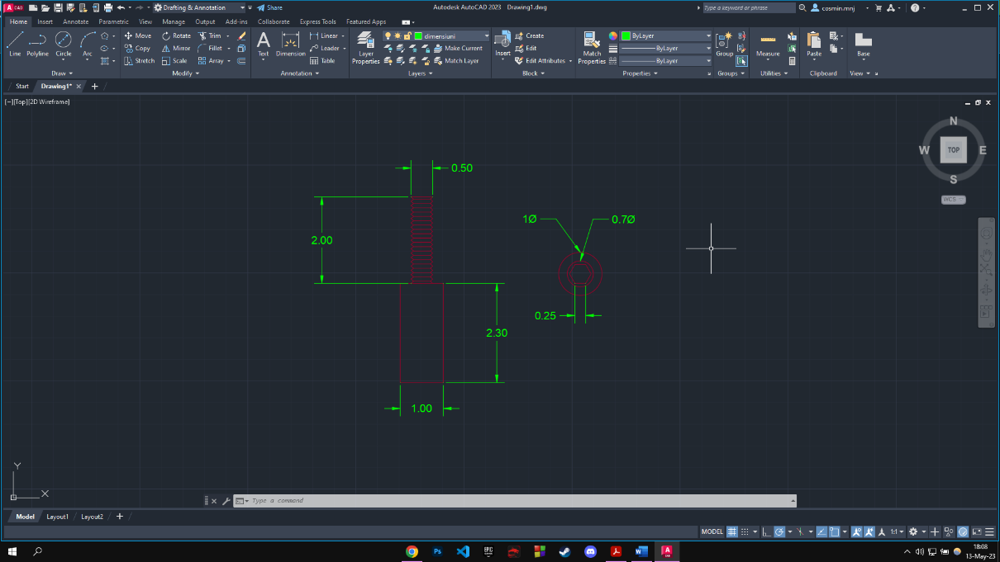 CAD
Drafting & Annotation
Share
Autodesk AutoCAD 2023 Drawing1.dwg
Type a keyword or phrase
cosmin.mnj
Home Insert Annotate Parametric View Manage Output Add-ins Collaborate Express Tools Featured Apps
Line Polyline Circle Arc
Move Rotate Trim
Copy Mirror Fillet
Stretch Scale Array
Text Dimension
Linear
Leader
Table
Layer Properties
dimensiuni
Make Current
Match Layer
Insert
Create
Edit
Edit Attributes
Match Properties
ByLayer
ByLayer
ByLayer
Group
Measure
Paste
Base
Draw Modify Annotation Layers Block Properties Groups Utilities Clipboard View
Start Drawing1*
[−][Top][2D Wireframe]
N
W TOP E
S
WCS
0.50
2.00
1Ø 0.7Ø
0.25
2.30
1.00
Y
X
Type a command
Model Layout1 Layout2
MODEL 1:1
Ps EPIC GAMES
18:08
13-May-23